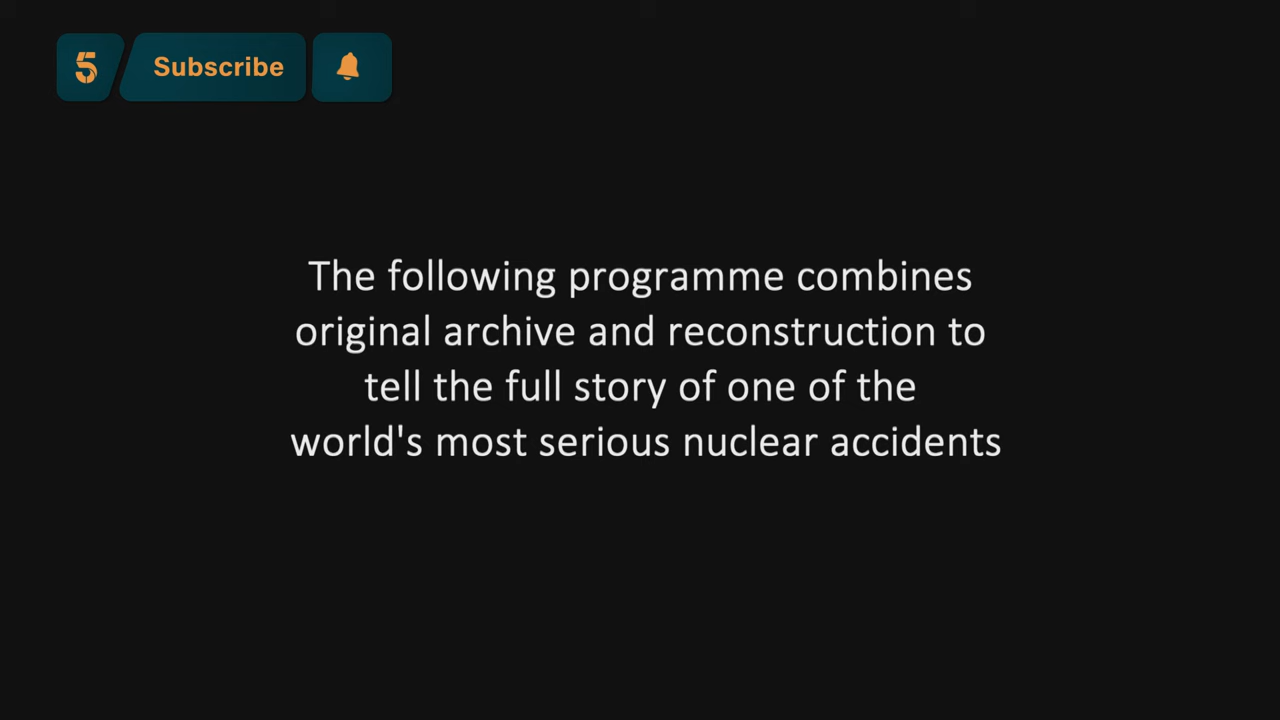 5 Subscribe
The following programme combines
original archive and reconstruction to
tell the full story of one of the
world's most serious nuclear accidents